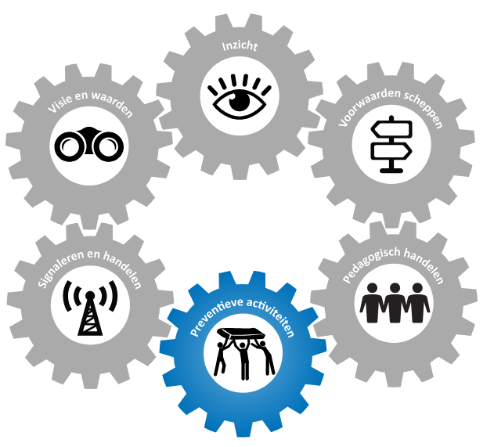 Inzicht
Visie en waarden
Voorwaarden scheppen
Signaleren en handelen
Pedagogisch handelen
Preventieve activiteiten